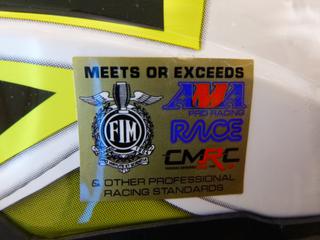 MEETS OR EXCEEDS
FIM
AMA
PRO RACING
RACE
CMRC
& OTHER PROFESSIONAL
RACING STANDARDS